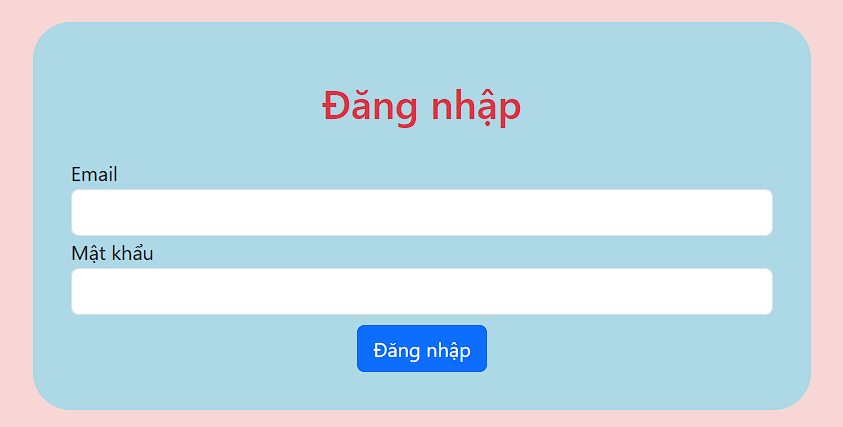 Đăng nhập
Email
Mật khẩu
Đăng nhập